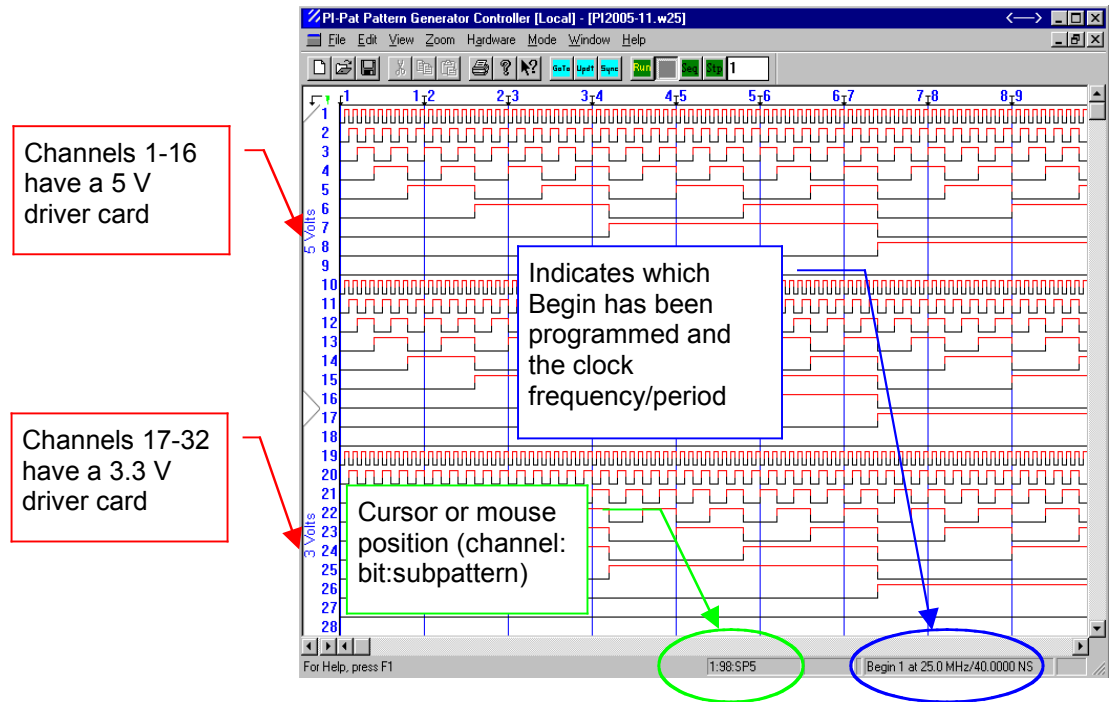 PI-Pat Pattern Generator Controller [Local] - [PI2005-11.w25]
File Edit View Zoom Hardware Mode Window Help
GoTo Updt Sync Run Seq Stp 1
1 1 2 2 3 3 4 4 5 5 6 6 7 7 8 8 9
1
2
3
4
5
6
7
8
9
10
11
12
13
14
15
16
17
18
19
20
21
22
23
24
25
26
27
28
5 Volts
3 Volts
Channels 1-16
have a 5 V
driver card
Channels 17-32
have a 3.3 V
driver card
Indicates which
Begin has been
programmed and
the clock
frequency/period
Cursor or mouse
position (channel:
bit:subpattern)
For Help, press F1
1:98:SP5
Begin 1 at 25.0 MHz/40.0000 NS